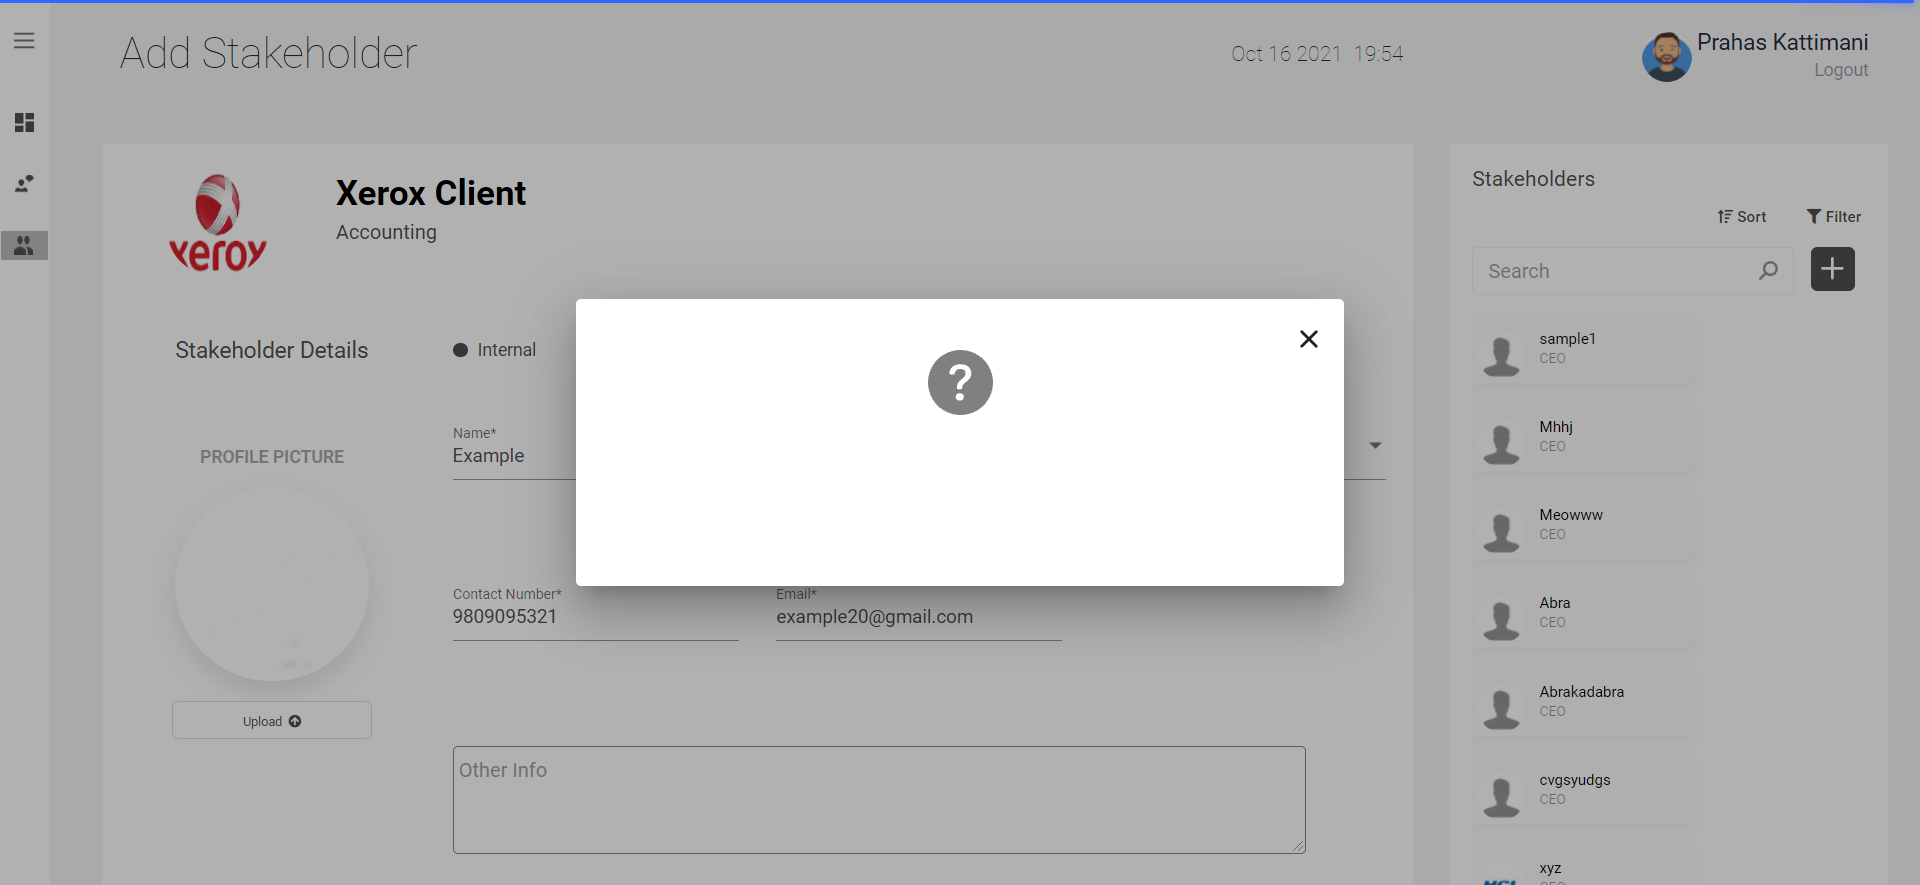 Add Stakeholder
Oct 16 2021 19:54
Prahas Kattimani
Logout
xerox
Xerox Client
Accounting
Stakeholder Details
Internal
PROFILE PICTURE
Name*
Example
?
Contact Number*
9809095321
Email*
example20@gmail.com
Upload
Other Info
Stakeholders
Sort
Filter
Search
sample1
CEO
Mhhj
CEO
Meowww
CEO
Abra
CEO
Abrakadabra
CEO
cvgsyudgs
CEO
xyz
CEO